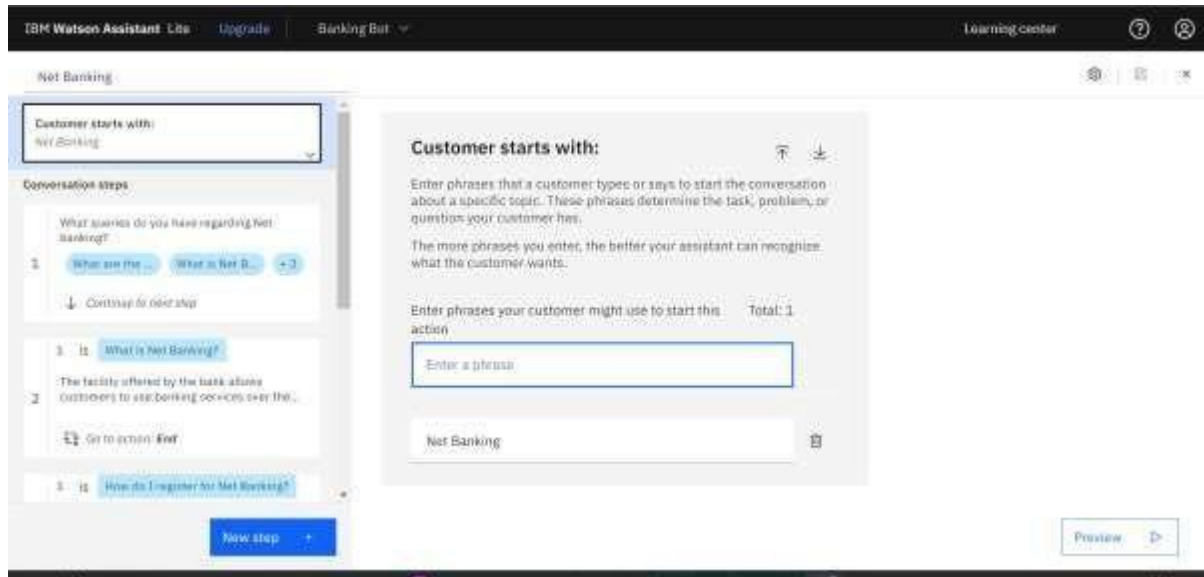 IBM Watson Assistant Lite Upgrade Banking Bot Learning center
Net Banking
Customer starts with:
Net Banking
Conversation steps
What queries do you have regarding Net
banking?
1 What are the ... What is Net B... + 3
Continue to next step
1 is What is Net Banking?
2 The facility offered by the bank allows
customers to use banking services over the...
Go to action: End
1 is How do I register for Net Banking?
New step +
Customer starts with:
Enter phrases that a customer types or says to start the conversation
about a specific topic. These phrases determine the task, problem, or
question your customer has.
The more phrases you enter, the better your assistant can recognize
what the customer wants.
Enter phrases your customer might use to start this Total: 1
action
Enter a phrase
Net Banking
Preview